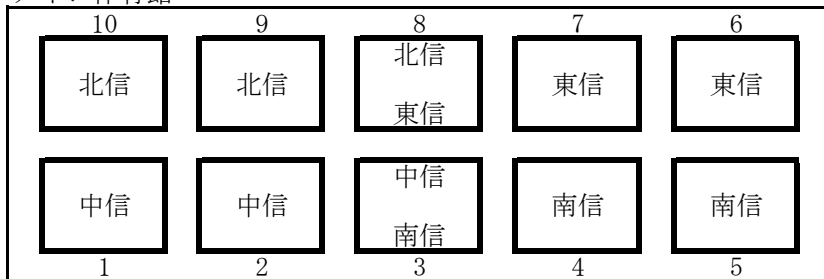 10 9 8 7 6
北信 北信 北信 東信 東信 東信
中信 中信 中信 南信 南信 南信
1 2 3 4 5